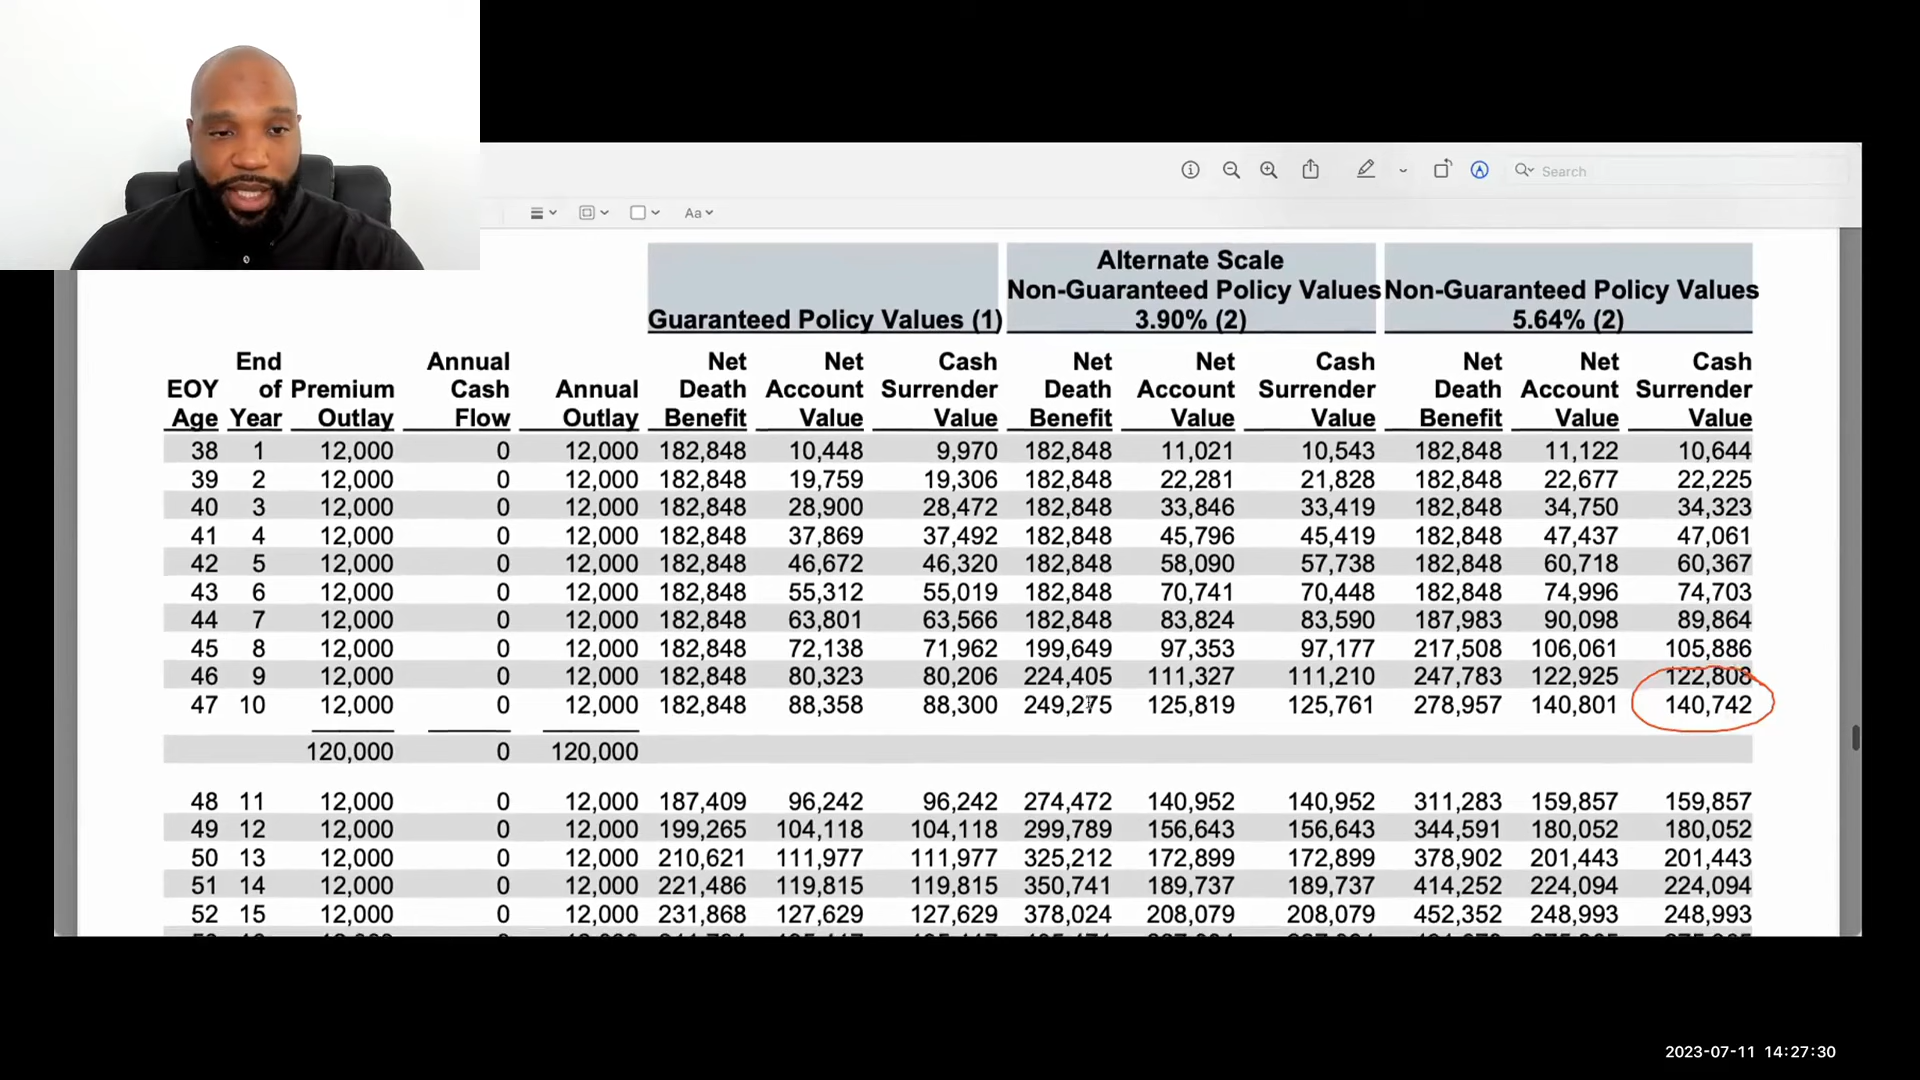 Search
Aa
Alternate Scale
Non-Guaranteed Policy Values Non-Guaranteed Policy Values
Guaranteed Policy Values (1) 3.90% (2) 5.64% (2)
End Annual Net Net Cash Net Net Cash Net Net Cash
EOY of Premium Cash Annual Death Account Surrender Death Account Surrender Death Account Surrender
Age Year Outlay Flow Outlay Benefit Value Value Benefit Value Value Benefit Value Value
38 1 12,000 0 12,000 182,848 10,448 9,970 182,848 11,021 10,543 182,848 11,122 10,644
39 2 12,000 0 12,000 182,848 19,759 19,306 182,848 22,281 21,828 182,848 22,677 22,225
40 3 12,000 0 12,000 182,848 28,900 28,472 182,848 33,846 33,419 182,848 34,750 34,323
41 4 12,000 0 12,000 182,848 37,869 37,492 182,848 45,796 45,419 182,848 47,437 47,061
42 5 12,000 0 12,000 182,848 46,672 46,320 182,848 58,090 57,738 182,848 60,718 60,367
43 6 12,000 0 12,000 182,848 55,312 55,019 182,848 70,741 70,448 182,848 74,996 74,703
44 7 12,000 0 12,000 182,848 63,801 63,566 182,848 83,824 83,590 187,983 90,098 89,864
45 8 12,000 0 12,000 182,848 72,138 71,962 199,649 97,353 97,177 217,508 106,061 105,886
46 9 12,000 0 12,000 182,848 80,323 80,206 224,405 111,327 111,210 247,783 122,925 122,808
47 10 12,000 0 12,000 182,848 88,358 88,300 249,275 125,819 125,761 278,957 140,801 140,742
120,000 0 120,000
48 11 12,000 0 12,000 187,409 96,242 96,242 274,472 140,952 140,952 311,283 159,857 159,857
49 12 12,000 0 12,000 199,265 104,118 104,118 299,789 156,643 156,643 344,591 180,052 180,052
50 13 12,000 0 12,000 210,621 111,977 111,977 325,212 172,899 172,899 378,902 201,443 201,443
51 14 12,000 0 12,000 221,486 119,815 119,815 350,741 189,737 189,737 414,252 224,094 224,094
52 15 12,000 0 12,000 231,868 127,629 127,629 378,024 208,079 208,079 452,352 248,993 248,993
2023-07-11 14:27:30